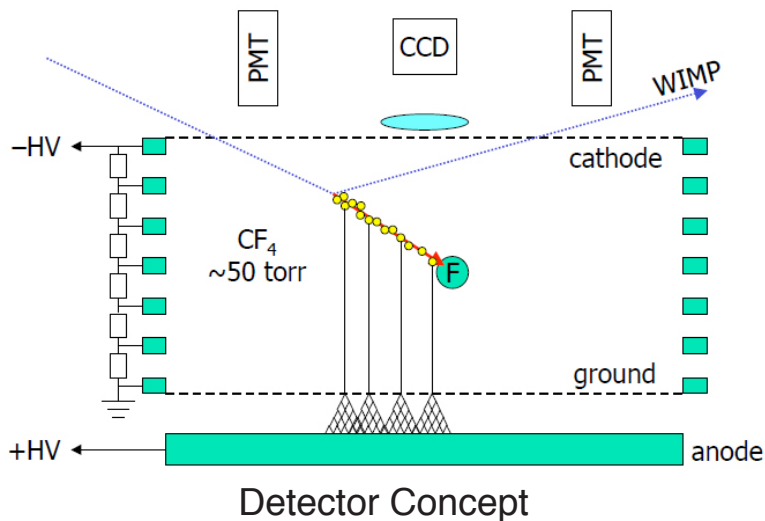 PMT
CCD
PMT
WIMP
–HV
cathode
CF₄
~50 torr
F
ground
+HV
anode
Detector Concept